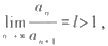 lim_{n→∞} a_n / a_{n+1} = l > 1,